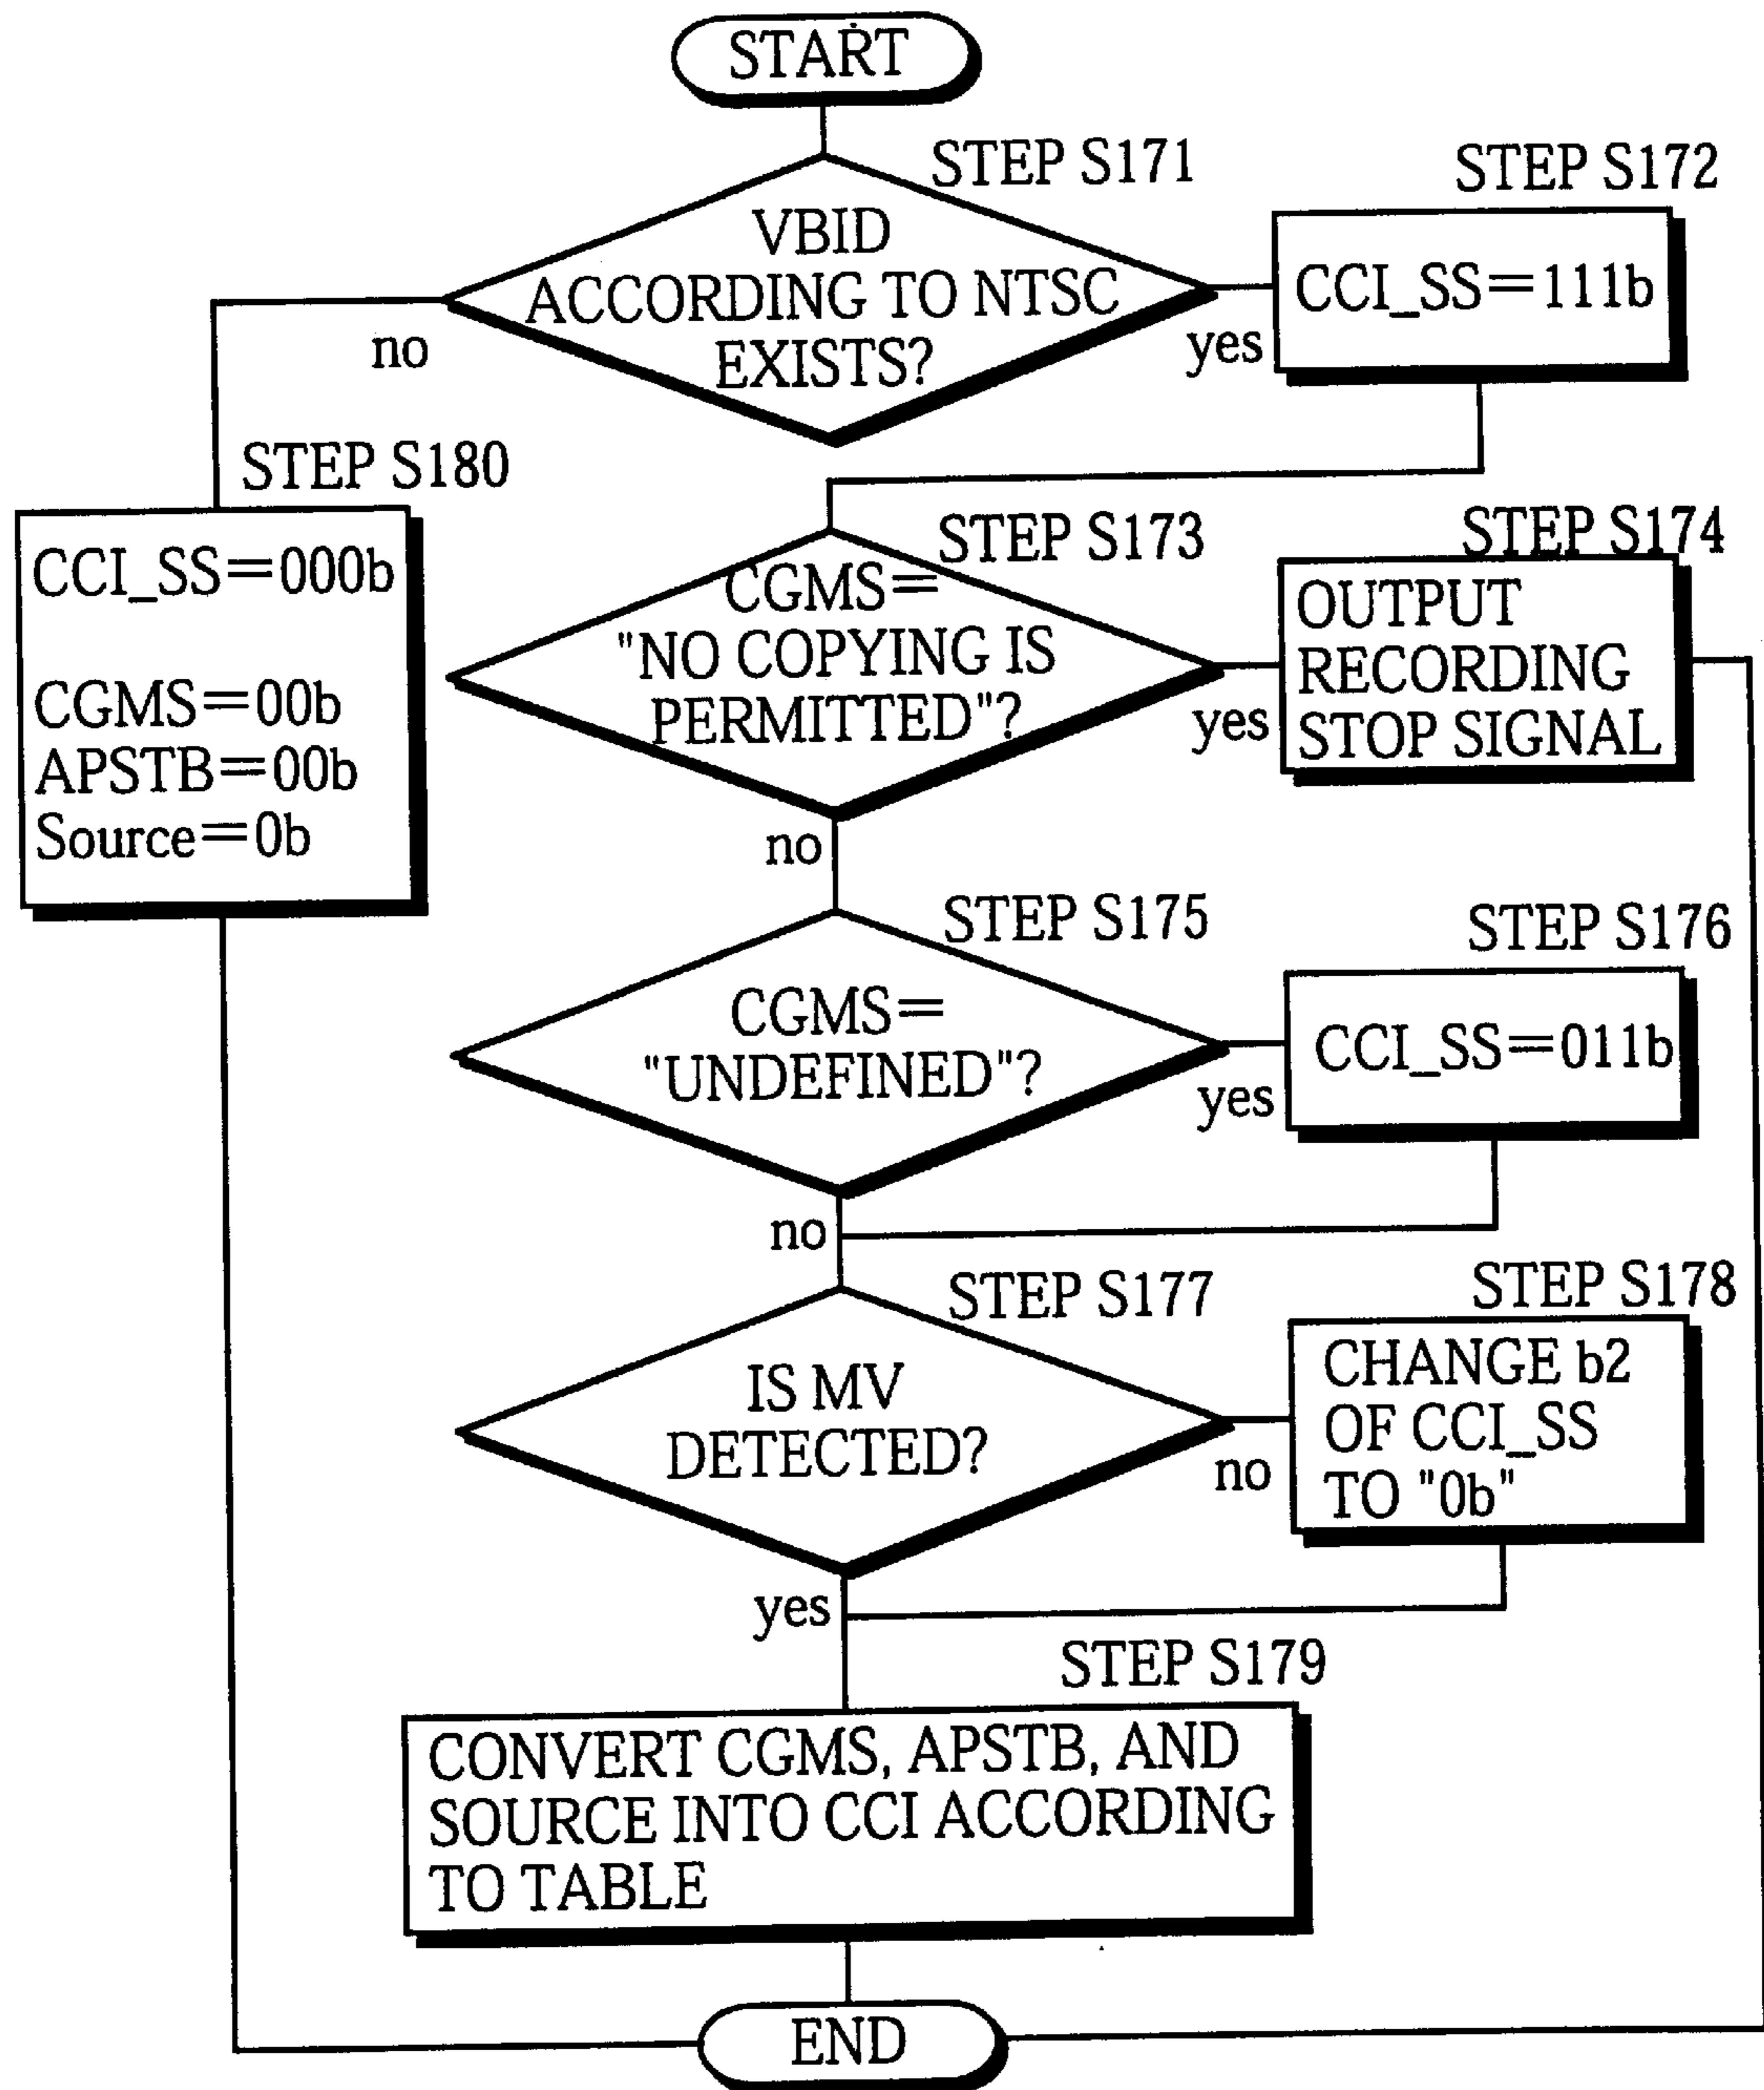 START
STEP S171
STEP S172
VBID
ACCORDING TO NTSC
EXISTS?
CCI_SS=111b
no
yes
STEP S180
CCI_SS=000b
CGMS=00b
APSTB=00b
Source=0b
STEP S173
STEP S174
CGMS=
"NO COPYING IS
PERMITTED"?
OUTPUT
RECORDING
STOP SIGNAL
yes
no
STEP S175
STEP S176
CGMS=
"UNDEFINED"?
CCI_SS=011b
yes
no
STEP S177
STEP S178
IS MV
DETECTED?
CHANGE b2
OF CCI_SS
TO "0b"
no
yes
STEP S179
CONVERT CGMS, APSTB, AND
SOURCE INTO CCI ACCORDING
TO TABLE
END